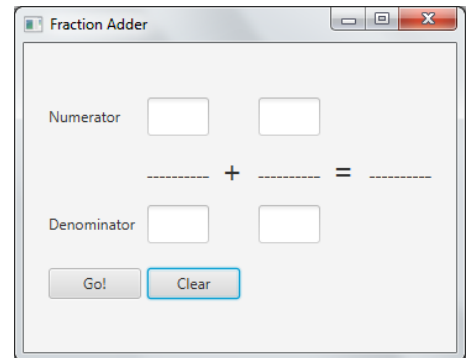 Fraction Adder
Numerator
---------- + ---------- = ----------
Denominator
Go! Clear